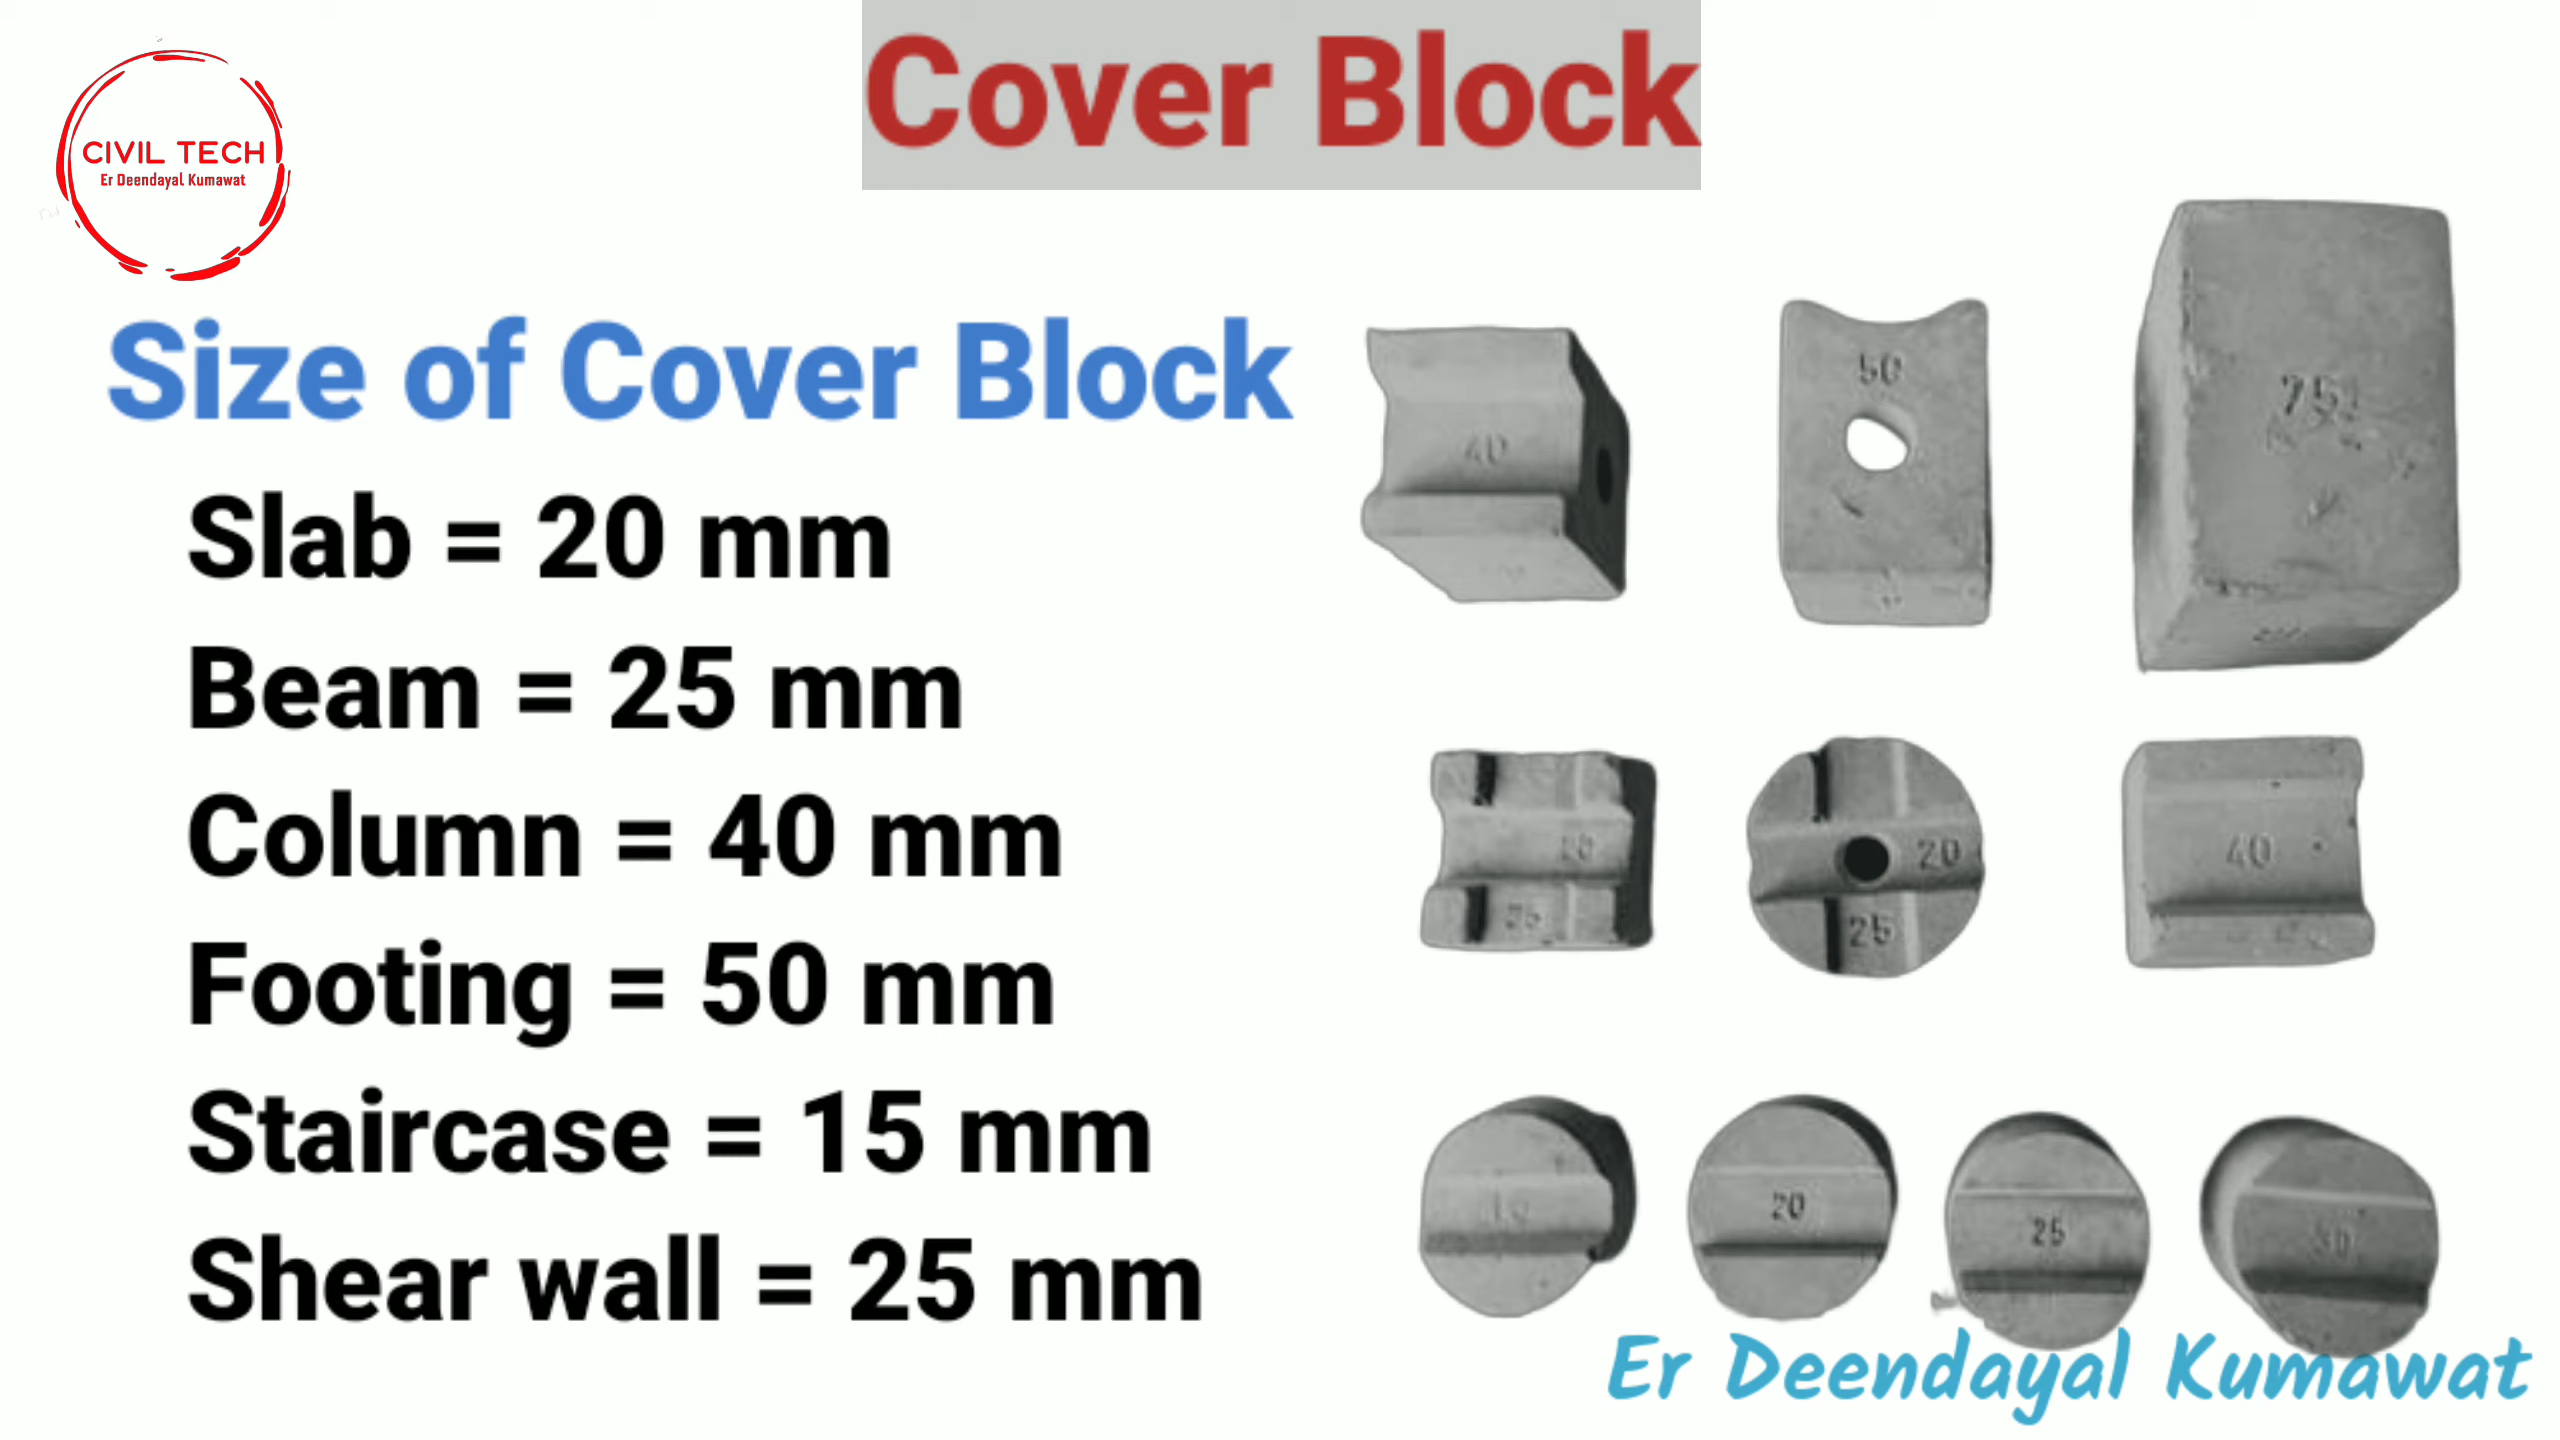 Cover Block
CIVIL TECH
Er Deendayal Kumawat
Size of Cover Block
Slab = 20 mm
Beam = 25 mm
Column = 40 mm
Footing = 50 mm
Staircase = 15 mm
Shear wall = 25 mm
40
50
75
20
25
40
20
25
30
Er Deendayal Kumawat